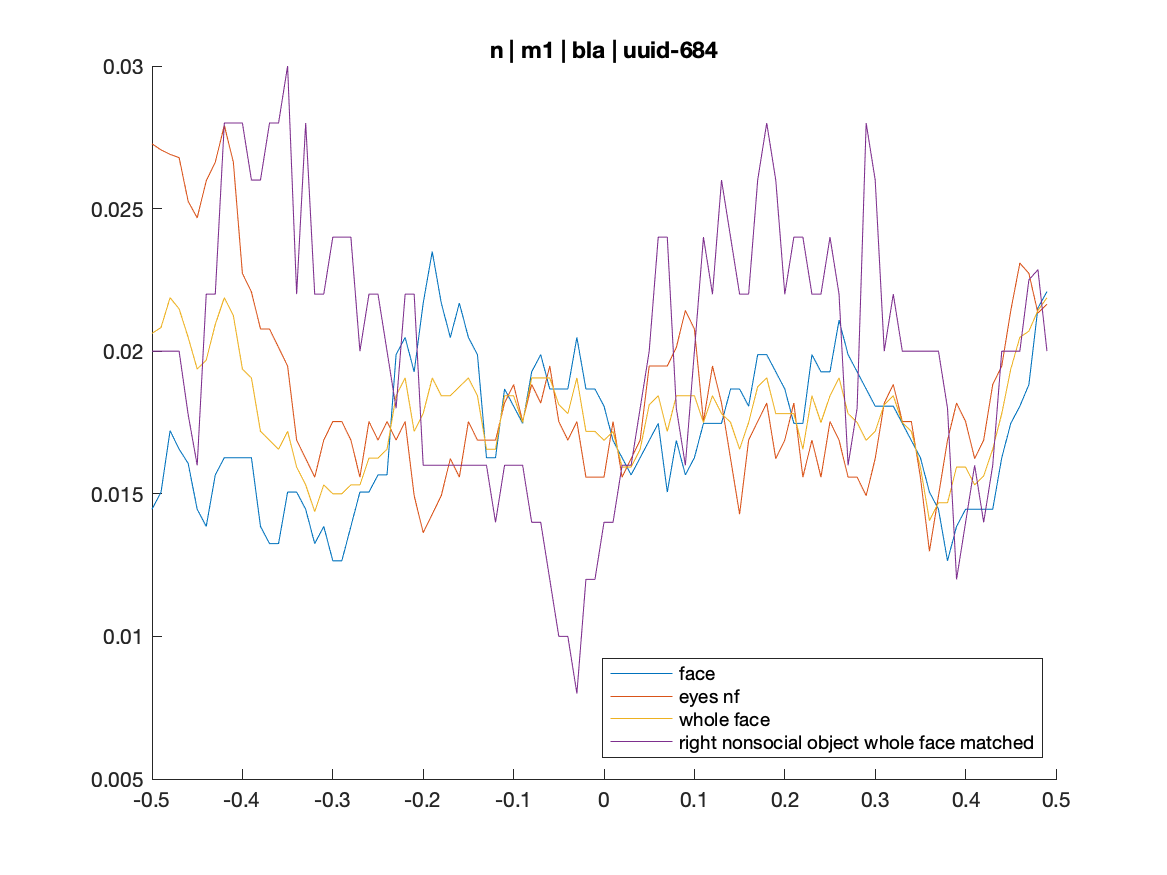 n | m1 | bla | uuid-684
0.03
0.025
0.02
0.015
0.01
0.005
-0.5 -0.4 -0.3 -0.2 -0.1 0 0.1 0.2 0.3 0.4 0.5
face
eyes nf
whole face
right nonsocial object whole face matched